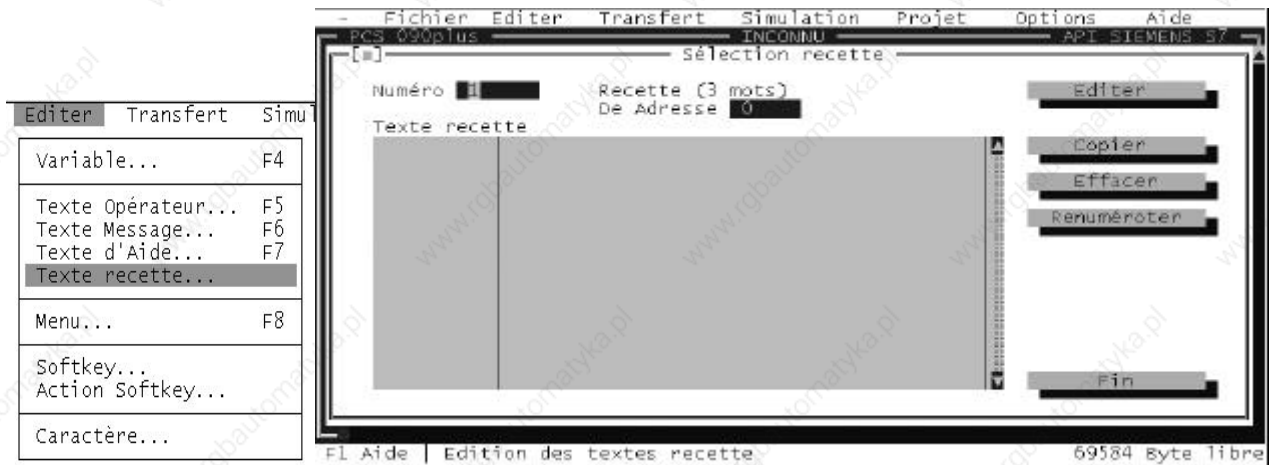 Editer Transfert Simul
Variable... F4
Texte Opérateur... F5
Texte Message... F6
Texte d'Aide... F7
Texte recette...
Menu... F8
Softkey...
Action Softkey...
Caractère...
- Fichier Editer Transfert Simulation Projet Options Aide
PCS 090plus INCONNU API SIEMENS S7
Sélection recette
Numéro 1 Recette (3 mots) Editer
De Adresse 0
Texte recette
Copier
Effacer
Renuméroter
Fin
F1 Aide | Edition des textes recette 69584 Byte libre
www.rgbautomatyka.pl